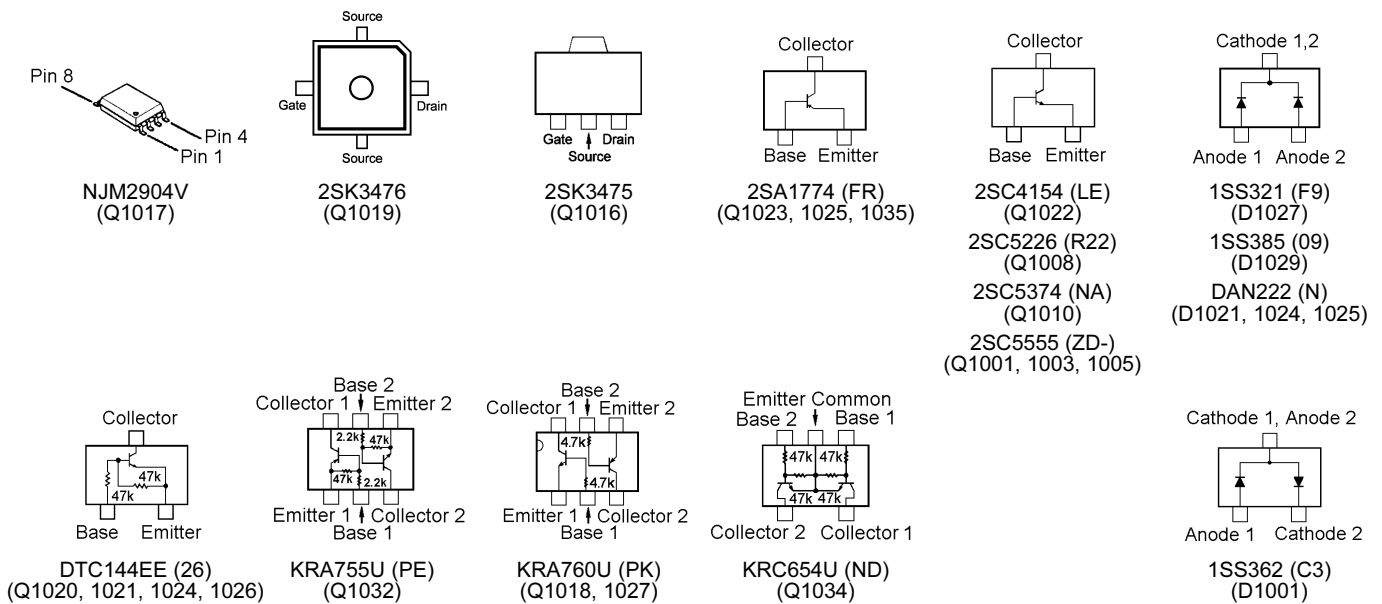 Pin 8
Pin 4
Pin 1
NJM2904V
(Q1017)
Source
Gate
Drain
Source
2SK3476
(Q1019)
Gate Drain
Source
2SK3475
(Q1016)
Collector
Base Emitter
2SA1774 (FR)
(Q1023, 1025, 1035)
Collector
Base Emitter
2SC4154 (LE)
(Q1022)
2SC5226 (R22)
(Q1008)
2SC5374 (NA)
(Q1010)
2SC5555 (ZD-)
(Q1001, 1003, 1005)
Cathode 1,2
Anode 1 Anode 2
1SS321 (F9)
(D1027)
1SS385 (09)
(D1029)
DAN222 (N)
(D1021, 1024, 1025)
Collector
47k
47k
Base Emitter
DTC144EE (26)
(Q1020, 1021, 1024, 1026)
Base 2
Collector 1 Emitter 2
2.2k 47k
47k 2.2k
Emitter 1 Collector 2
Base 1
KRA755U (PE)
(Q1032)
Base 2
Collector 1 Emitter 2
4.7k
4.7k
Emitter 1 Collector 2
Base 1
KRA760U (PK)
(Q1018, 1027)
Emitter Common
Base 2 Base 1
47k 47k
47k 47k
Collector 2 Collector 1
KRC654U (ND)
(Q1034)
Cathode 1, Anode 2
Anode 1 Cathode 2
1SS362 (C3)
(D1001)